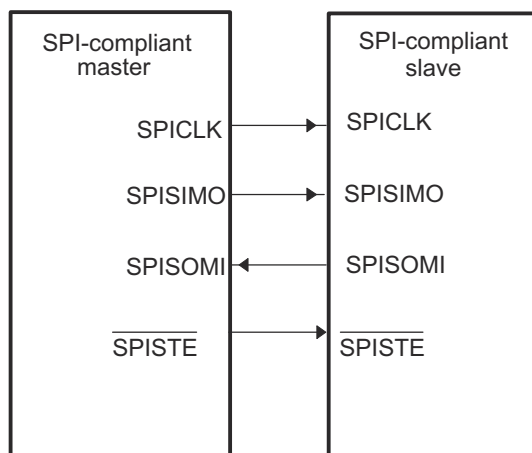 SPI-compliant
master
SPI-compliant
slave
SPICLK
SPICLK
SPISIMO
SPISIMO
SPISOMI
SPISOMI
SPISTE
SPISTE